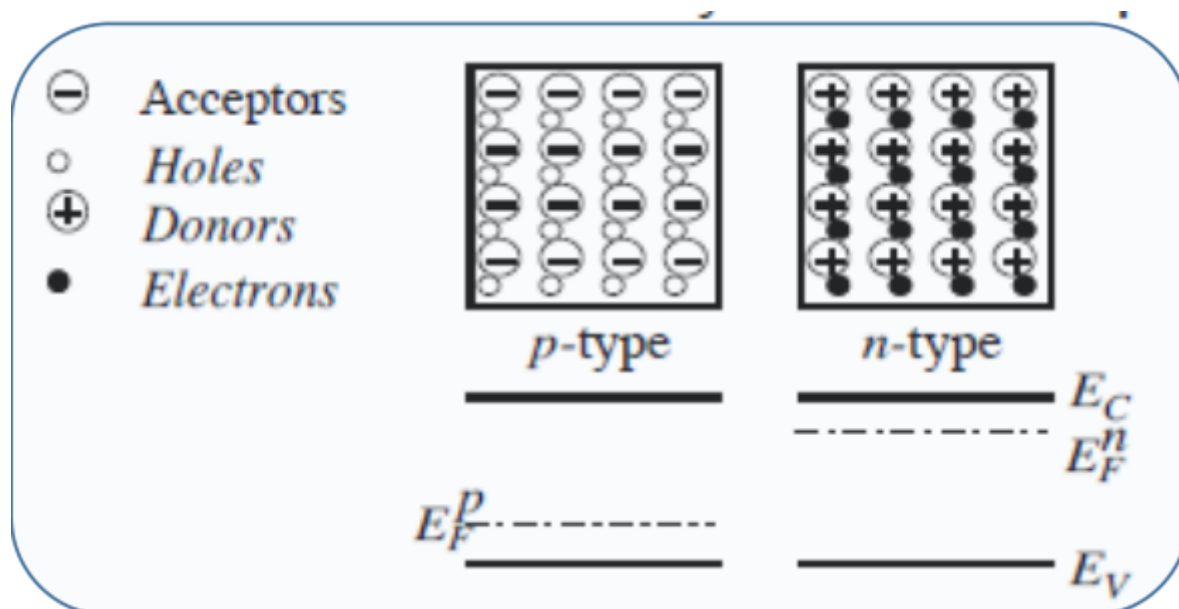 Acceptors
Holes
Donors
Electrons
p-type n-type
E_C
E_F^n
E_F^p
E_V